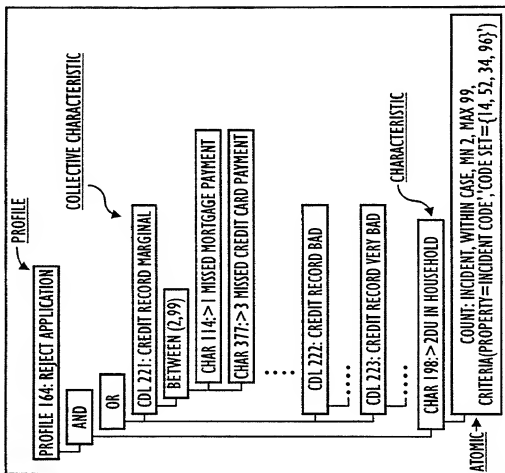 PROFILE
PROFILE 164: REJECT APPLICATION
AND
OR
COLLECTIVE CHARACTERISTIC
CDL 221: CREDIT RECORD MARGINAL
BETWEEN (2,99)
CHAR 114:> 1 MISSED MORTGAGE PAYMENT
CHAR 377:> 3 MISSED CREDIT CARD PAYMENT
CDL 222: CREDIT RECORD BAD
CDL 223: CREDIT RECORD VERY BAD
CHARACTERISTIC
CHAR 198:> 2DU IN HOUSEHOLD
ATOMIC
COUNT: INCIDENT, WITHIN CASE, MN 2, MAX 99,
CRITERIA(PROPERTY=INCIDENT CODE','CODE SET={14, 52, 34, 96}')